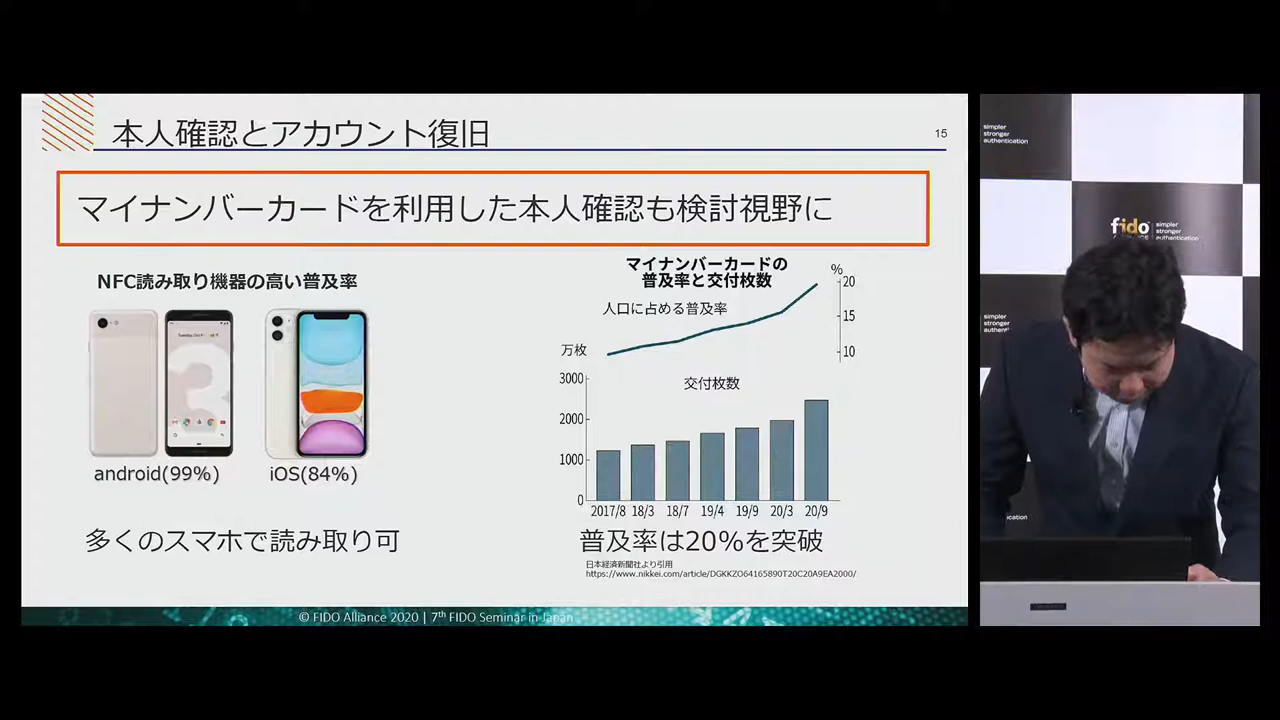 本人確認とアカウント復旧
15
マイナンバーカードを利用した本人確認も検討視野に
NFC読み取り機器の高い普及率
android(99%)
iOS(84%)
多くのスマホで読み取り可
マイナンバーカードの
普及率と交付枚数
%
人口に占める普及率
20
15
10
万枚
交付枚数
3000
2000
1000
0
2017/8 18/3 18/7 19/4 19/9 20/3 20/9
普及率は20%を突破
日本経済新聞社より引用
https://www.nikkei.com/article/DGKKZO64165890T20C20A9EA2000/
© FIDO Alliance 2020 | 7th FIDO Seminar in Japan
simpler
stronger
authentication
fido
simpler
stronger
authentication
simpler
stronger
authentication